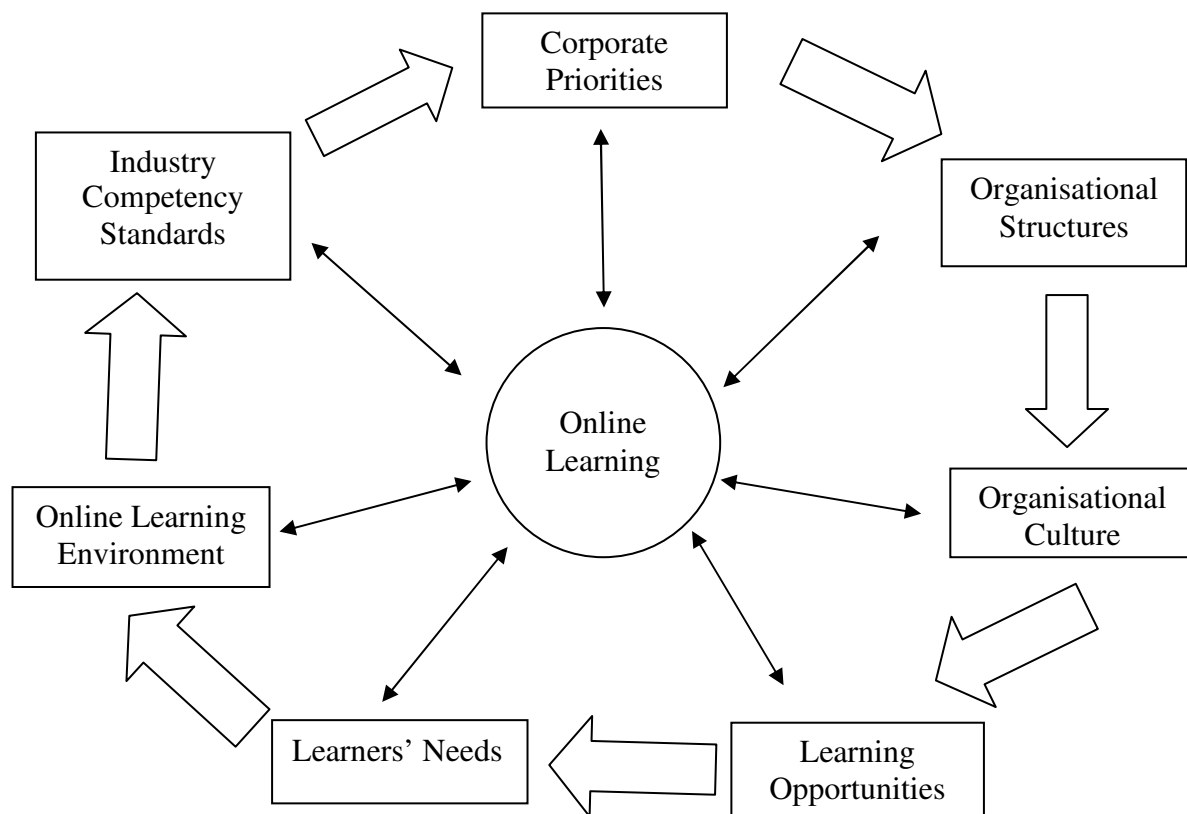 Corporate
Priorities
Industry
Competency
Standards
Organisational
Structures
Online
Learning
Online Learning
Environment
Organisational
Culture
Learners’ Needs
Learning
Opportunities